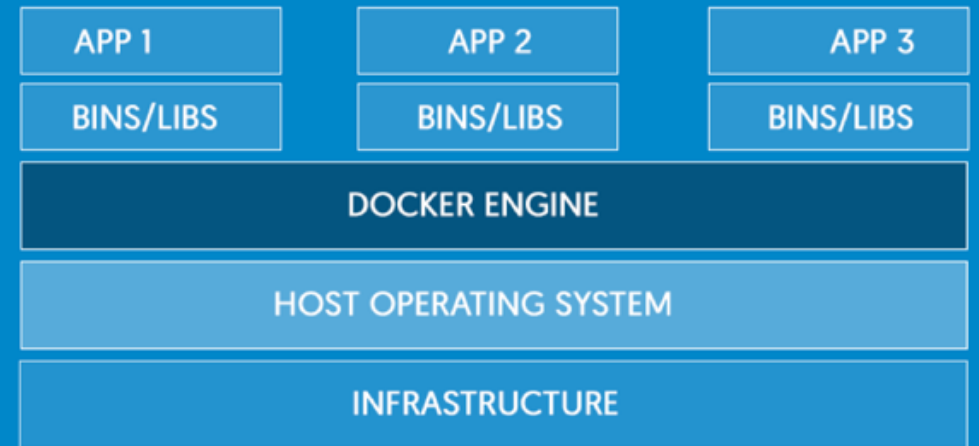 APP 1
APP 2
APP 3
BINS/LIBS
BINS/LIBS
BINS/LIBS
DOCKER ENGINE
HOST OPERATING SYSTEM
INFRASTRUCTURE